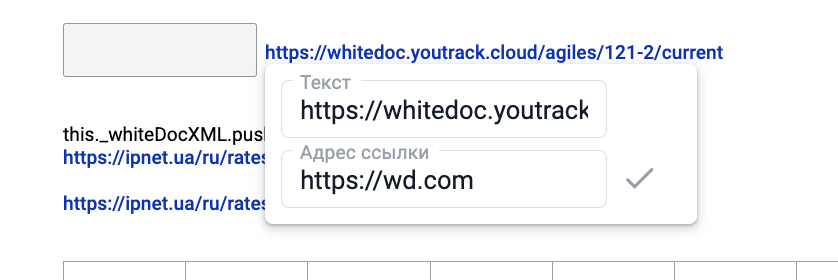 https://whitedoc.youtrack.cloud/agiles/121-2/current
Текст
https://whitedoc.youtrack
Адрес ссылки
https://wd.com
this._whiteDocXML.pus
https://ipnet.ua/ru/rates
https://ipnet.ua/ru/rates